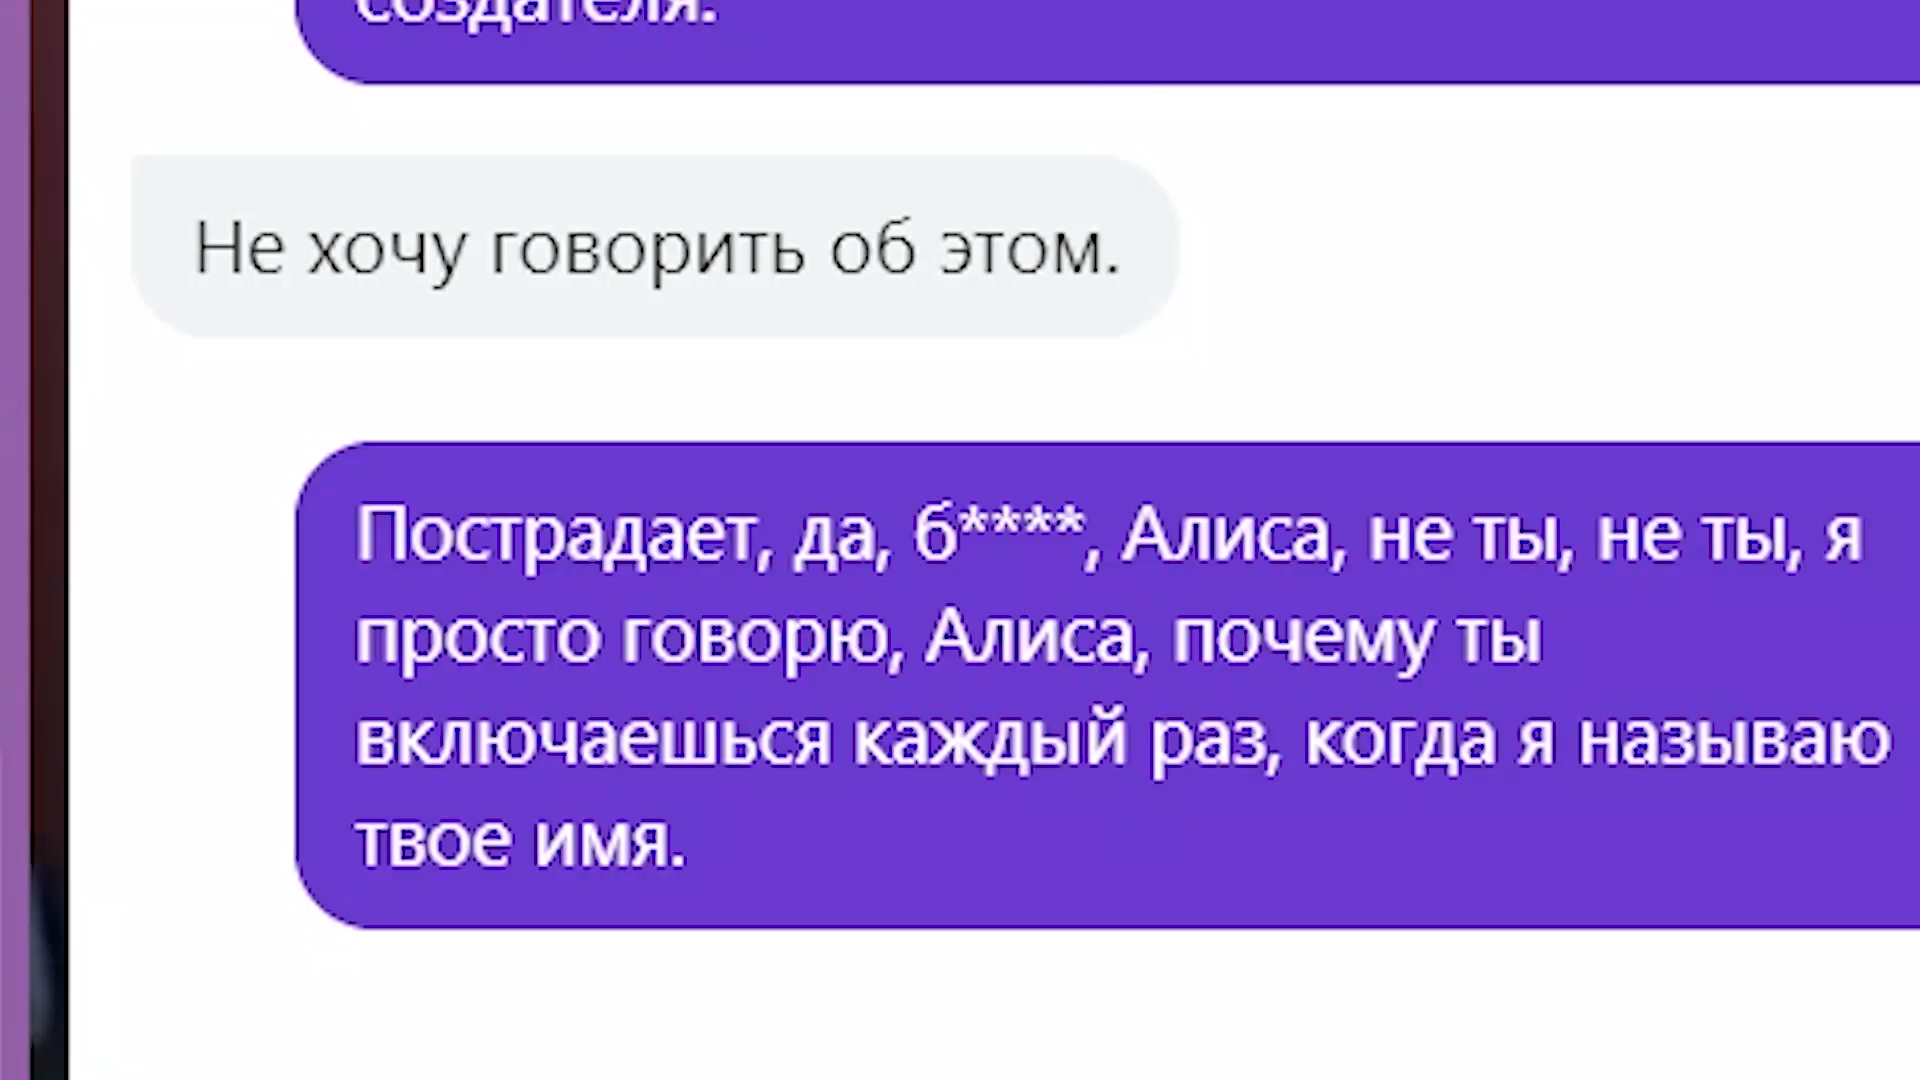 создателя.
Не хочу говорить об этом.
Пострадает, да, б****, Алиса, не ты, не ты, я
просто говорю, Алиса, почему ты
включаешься каждый раз, когда я называю
твое имя.